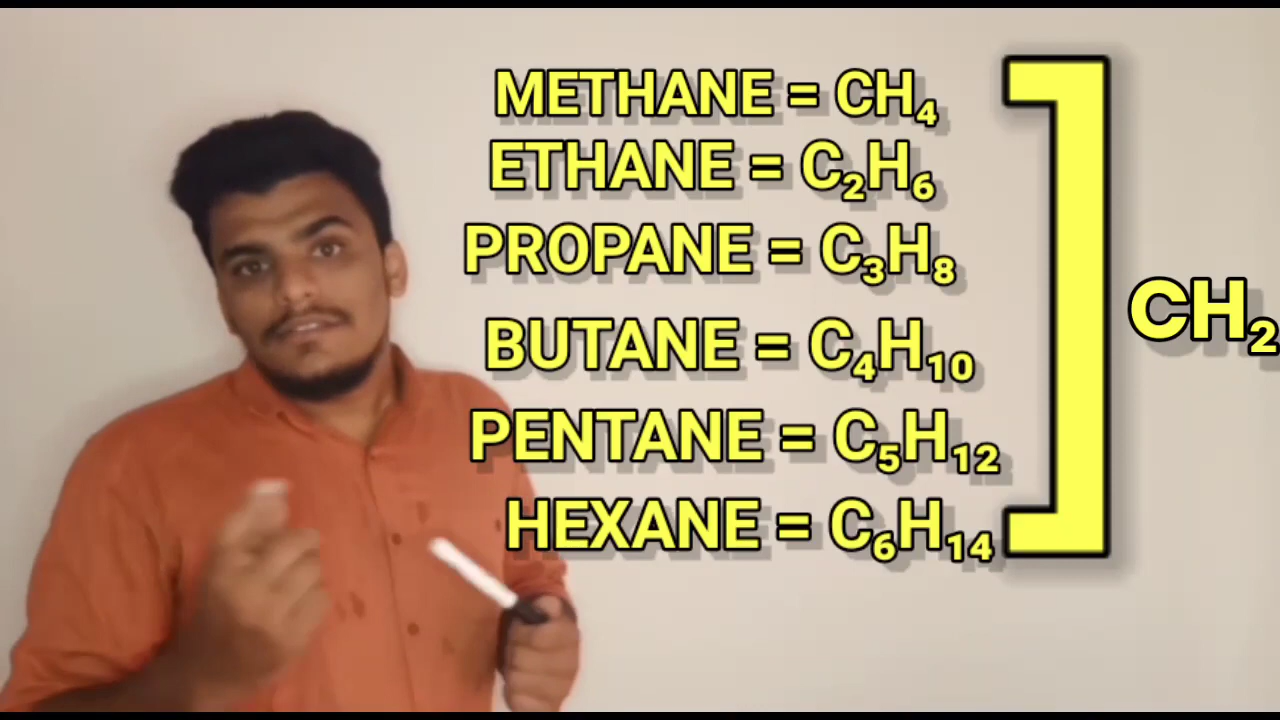 METHANE = CH₄
ETHANE = C₂H₆
PROPANE = C₃H₈
BUTANE = C₄H₁₀
PENTANE = C₅H₁₂
HEXANE = C₆H₁₄
CH₂